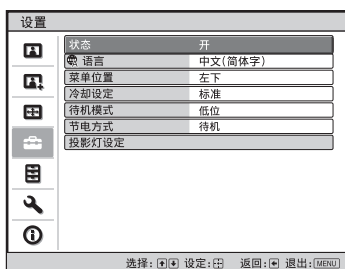 设置
状态 开
语言 中文(简体字)
菜单位置 左下
冷却设定 标准
待机模式 低位
节电方式 待机
投影灯设定
选择: 设定: 返回: 退出: MENU